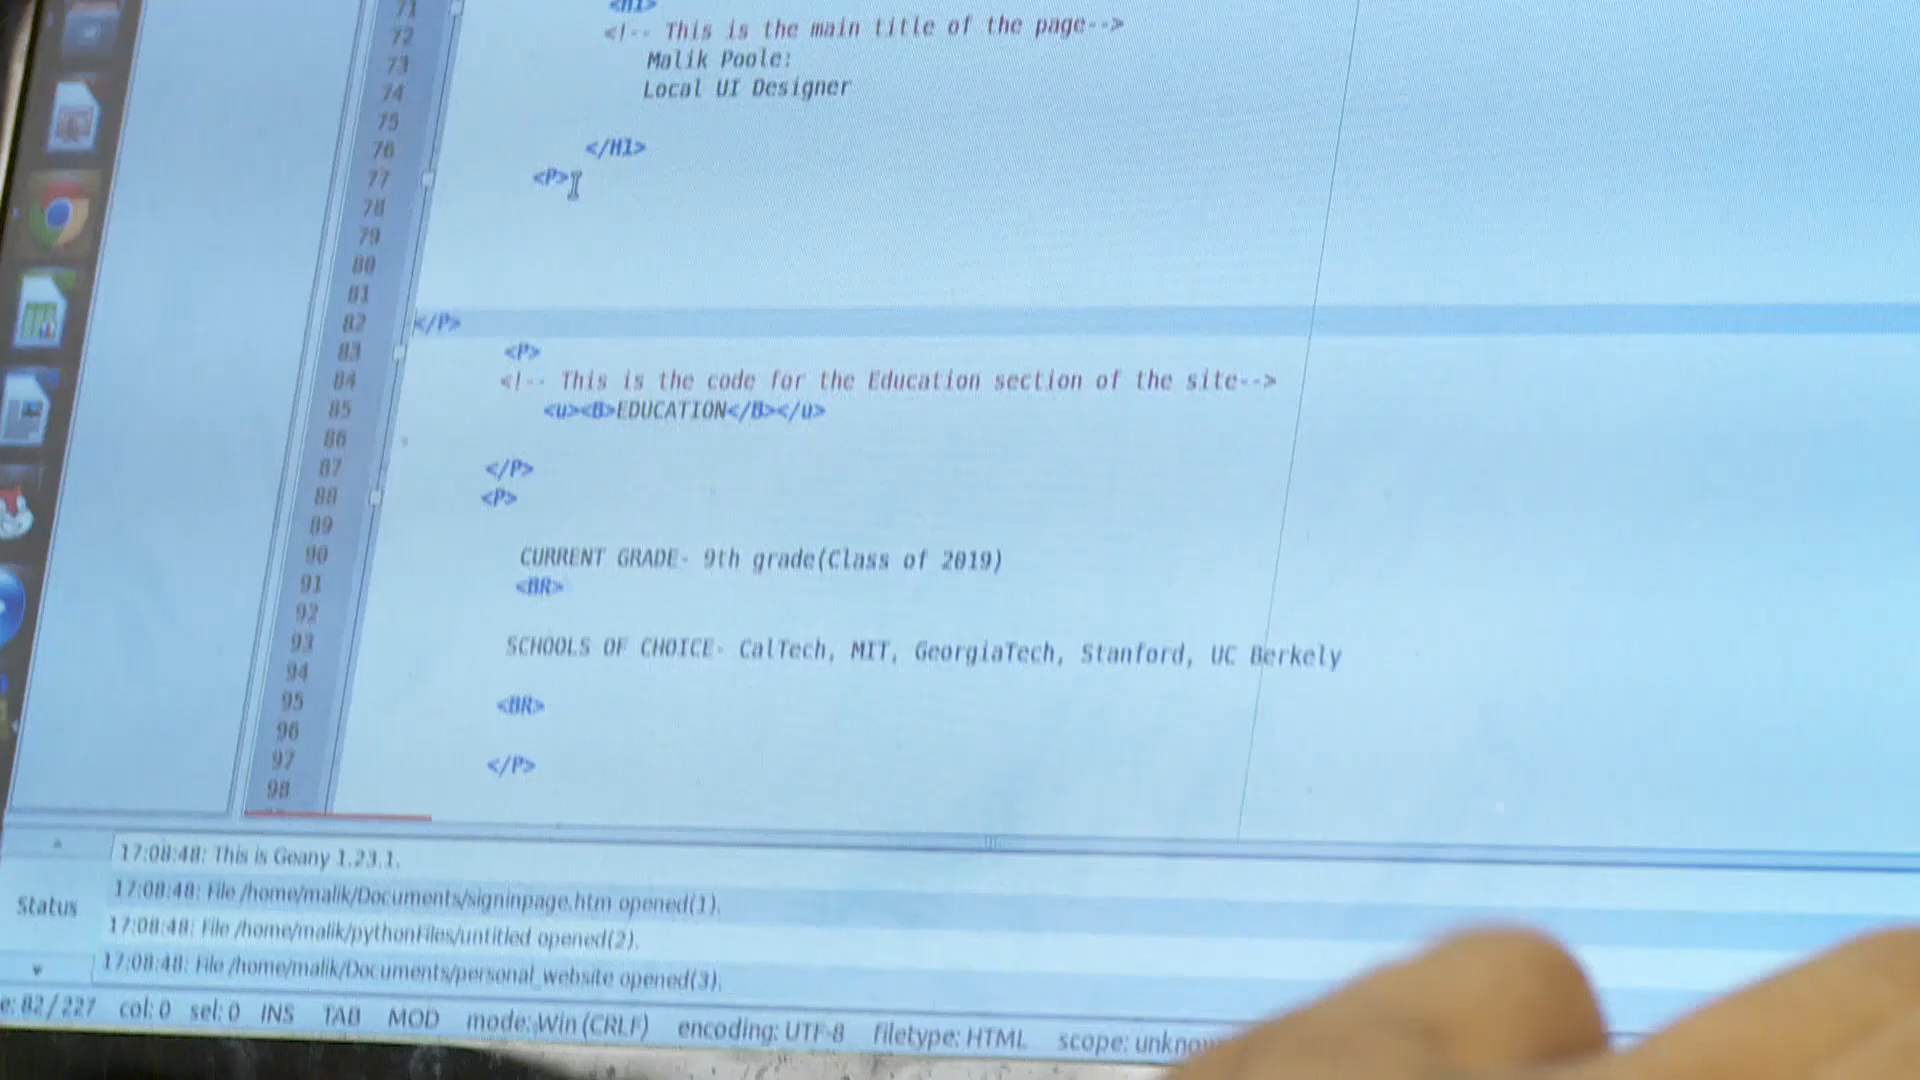 71 <H1>
72 <!-- This is the main title of the page-->
73 Malik Poole:
74 Local UI Designer
75
76 </H1>
77 <P>
78
79
80
81
82 </P>
83 <P>
84 <!-- This is the code for the Education section of the site-->
85 <u><B>EDUCATION</B></u>
86
87 </P>
88 <P>
89
90 CURRENT GRADE- 9th grade(Class of 2019)
91 <BR>
92
93 SCHOOLS OF CHOICE- CalTech, MIT, GeorgiaTech, Stanford, UC Berkely
94
95 <BR>
96
97 </P>
98
17:08:48: This is Geany 1.23.1.
17:08:48: File /home/malik/Documents/signinpage.htm opened(1).
Status
17:08:48: File /home/malik/pythonFiles/untitled opened(2).
17:08:48: File /home/malik/Documents/personal_website opened(3).
e: 82 / 227 col: 0 sel: 0 INS TAB MOD mode: Win (CRLF) encoding: UTF-8 filetype: HTML scope: unknow